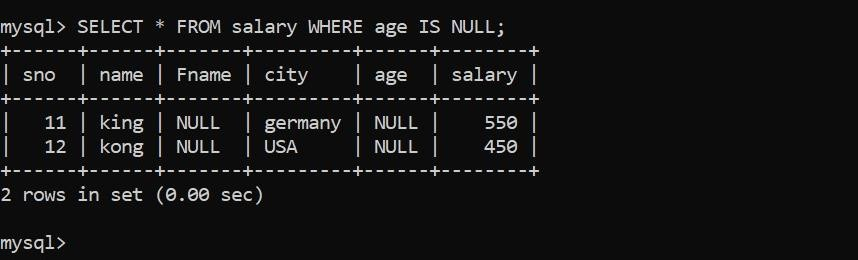 mysql> SELECT * FROM salary WHERE age IS NULL;
+------+------+-------+---------+------+--------+
| sno  | name | Fname | city    | age  | salary |
+------+------+-------+---------+------+--------+
|   11 | king | NULL  | germany | NULL |    550 |
|   12 | kong | NULL  | USA     | NULL |    450 |
+------+------+-------+---------+------+--------+
2 rows in set (0.00 sec)
mysql>